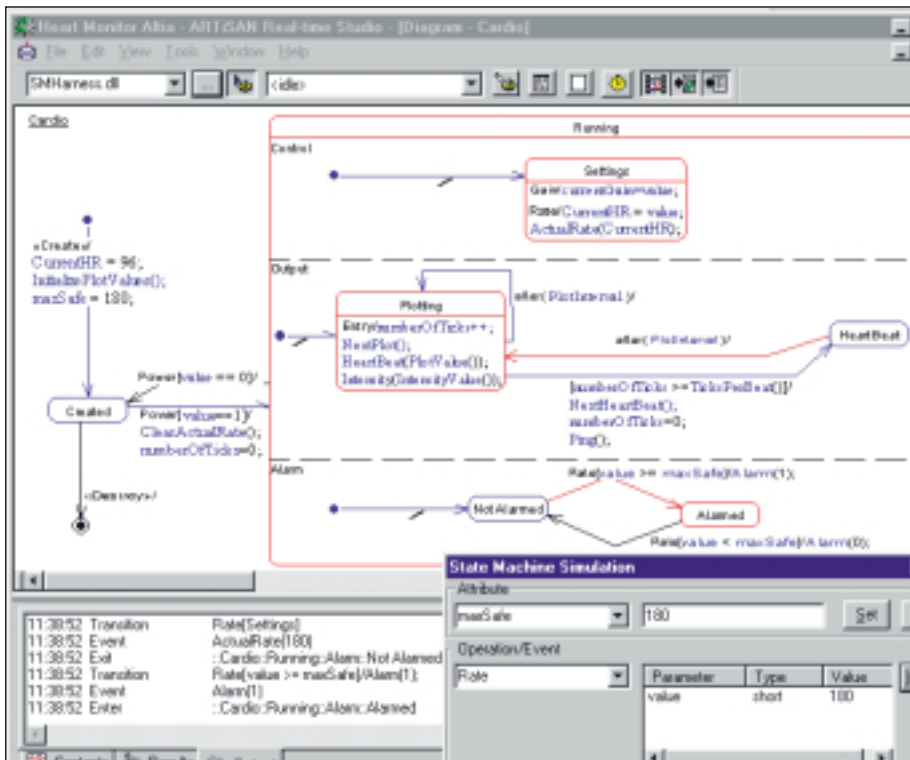 Heart Monitor Altia - ARTiSAN Real-time Studio - [Diagram - Cardio]
File Edit View Tools Window Help
SMHarness.dll ... <idle>
Cardio
Running
Control
Settings
Gain/currentGain=value;
Rate/CurrentHR = value;
ActualRate(CurrentHR);
«Create»/
CurrentHR = 96;
InitializePlotValues();
maxSafe = 180;
Output
Plotting
Entry/numberOfTicks++;
NextPlot();
HeartBeat(PlotValue());
Intensity(IntensityValue());
after( PlotInterval )/
after( PlotInterval )/
HeartBeat
[numberOfTicks >=TicksPerBeat()]/
NextHeartBeat();
numberOfTicks=0;
Ping();
Power[value == 0]/
Created
Power[value==1]/
ClearActualRate();
numberOfTicks=0;
«Destroy»/
Alarm
Rate[value >= maxSafe]/Alarm(1);
Not Alarmed
Alarmed
Rate[value < maxSafe]/Alarm(0);
State Machine Simulation
Attribute
maxSafe 180 Set
Operation/Event
Rate
Parameter Type Value
value short 180
11:38:52 Transition Rate[Settings]
11:38:52 Event ActualRate(180)
11:38:52 Exit ::Cardio::Running::Alarm::Not Alarmed
11:38:52 Transition Rate[value >= maxSafe]/Alarm(1);
11:38:52 Event Alarm(1)
11:38:52 Enter ::Cardio::Running::Alarm::Alarmed